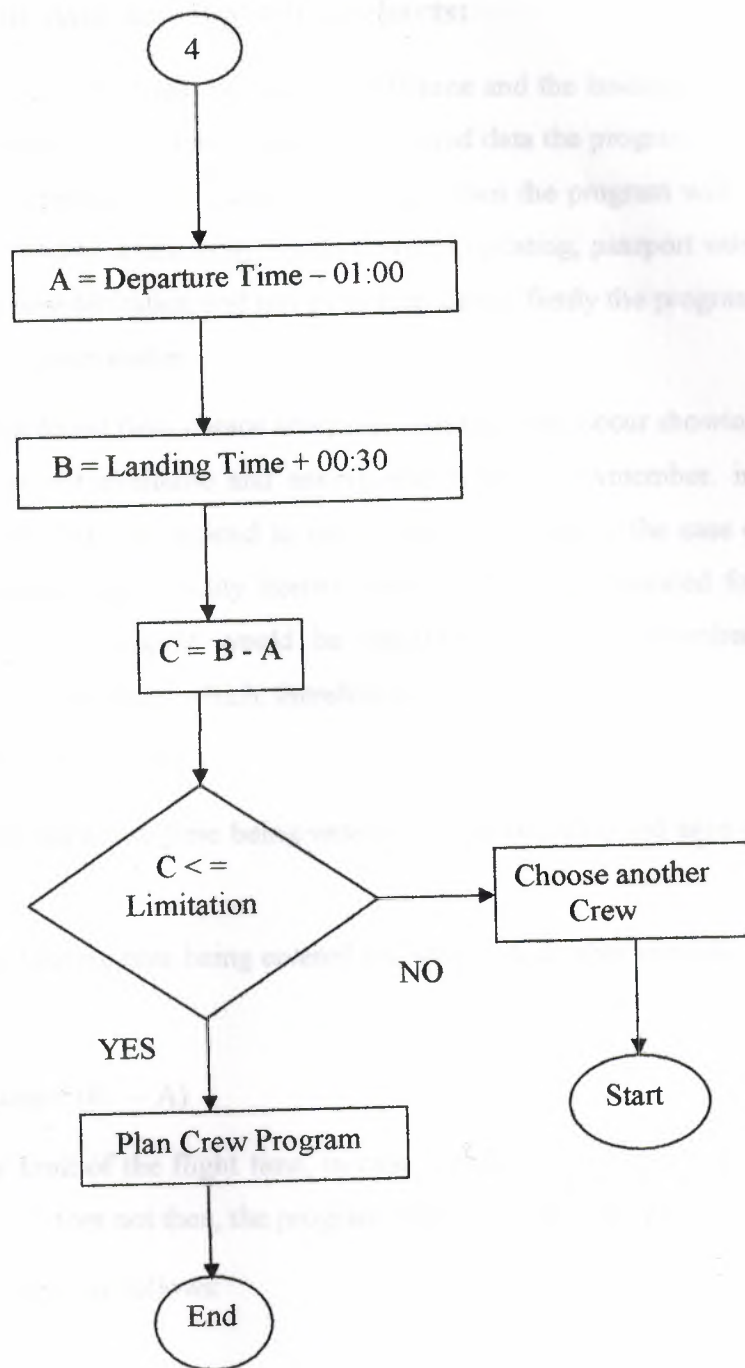 4
A = Departure Time – 01:00
B = Landing Time + 00:30
C = B - A
C < =
Limitation
Choose another
Crew
NO
YES
Start
Plan Crew Program
End